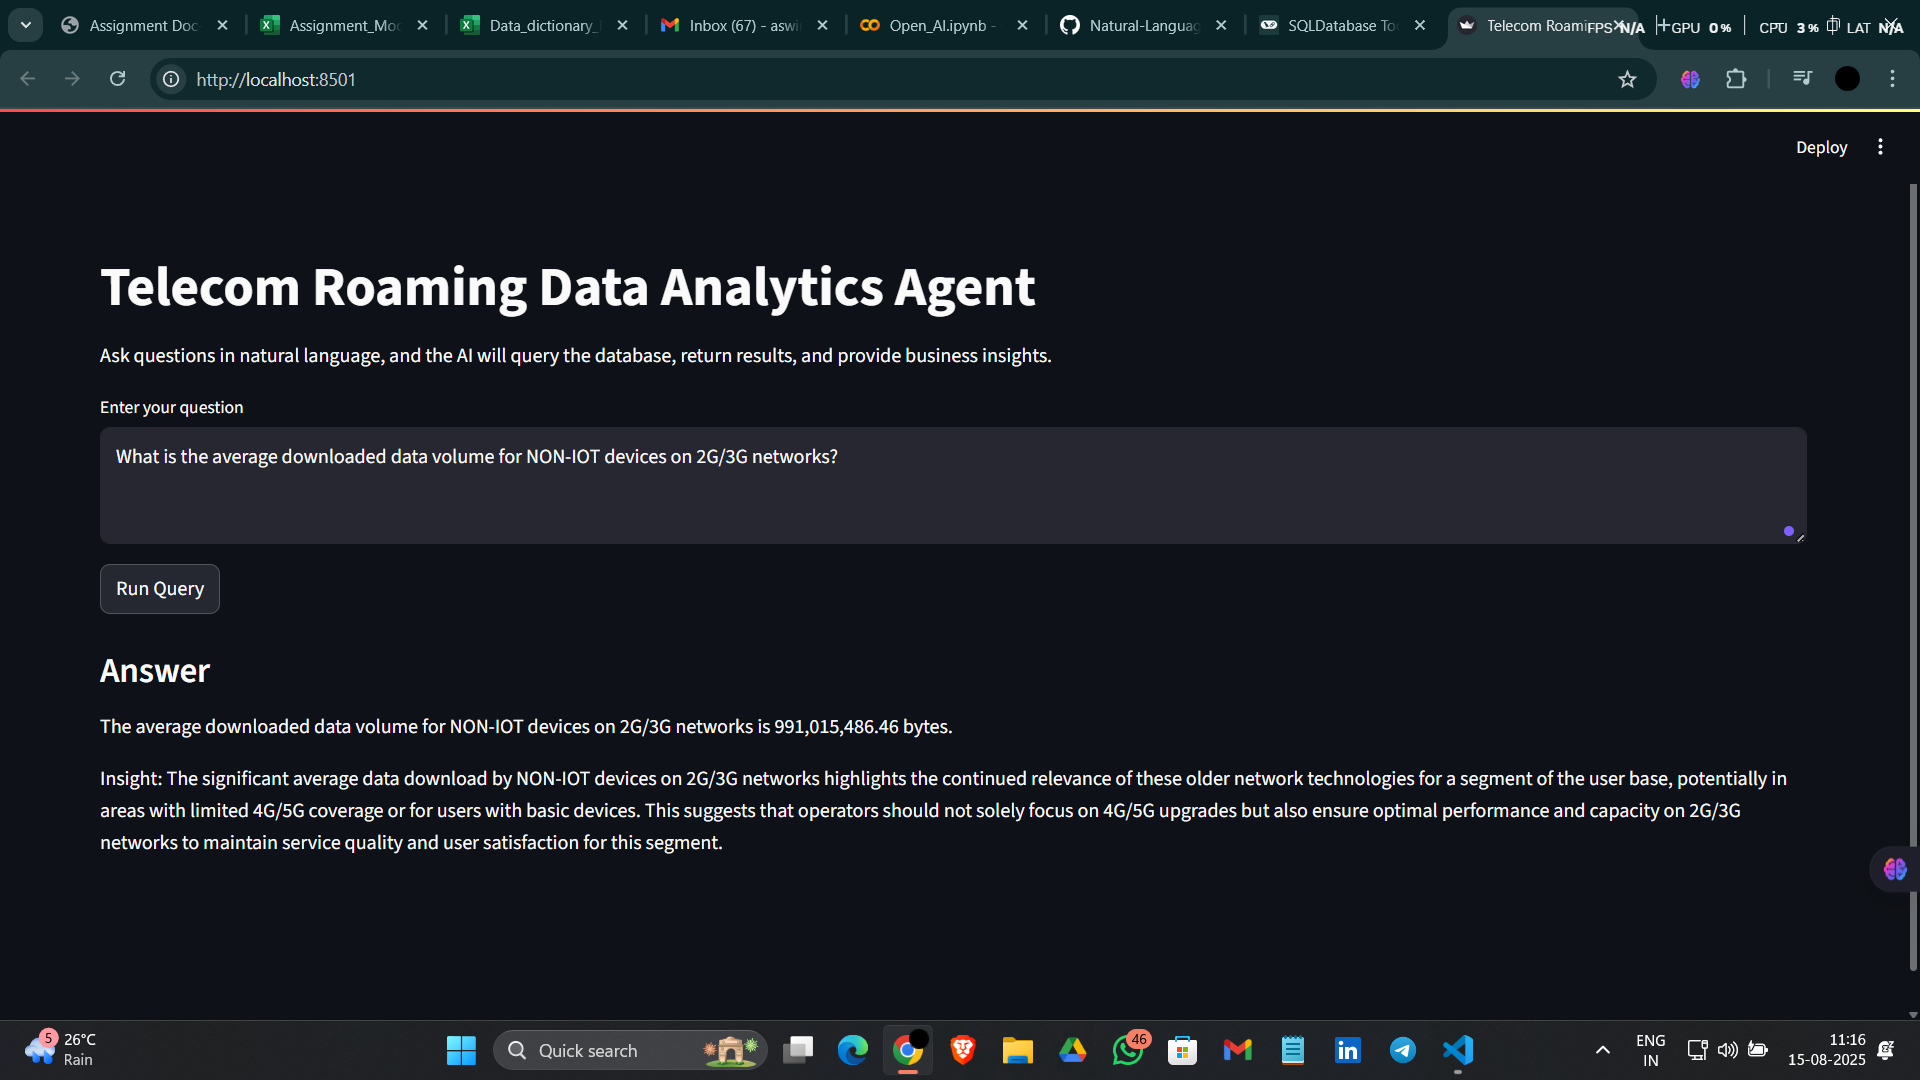 Assignment Doc
Assignment_Moc
Data_dictionary_
Inbox (67) - aswi
Open_AI.ipynb -
Natural-Languag
SQLDatabase To
Telecom Roami
FPS N/A
GPU 0%
CPU 3%
LAT N/A
http://localhost:8501
Deploy
Telecom Roaming Data Analytics Agent
Ask questions in natural language, and the AI will query the database, return results, and provide business insights.
Enter your question
What is the average downloaded data volume for NON-IOT devices on 2G/3G networks?
Run Query
Answer
The average downloaded data volume for NON-IOT devices on 2G/3G networks is 991,015,486.46 bytes.
Insight: The significant average data download by NON-IOT devices on 2G/3G networks highlights the continued relevance of these older network technologies for a segment of the user base, potentially in
areas with limited 4G/5G coverage or for users with basic devices. This suggests that operators should not solely focus on 4G/5G upgrades but also ensure optimal performance and capacity on 2G/3G
networks to maintain service quality and user satisfaction for this segment.
5
26°C
Rain
Quick search
46
ENG
IN
11:16
15-08-2025